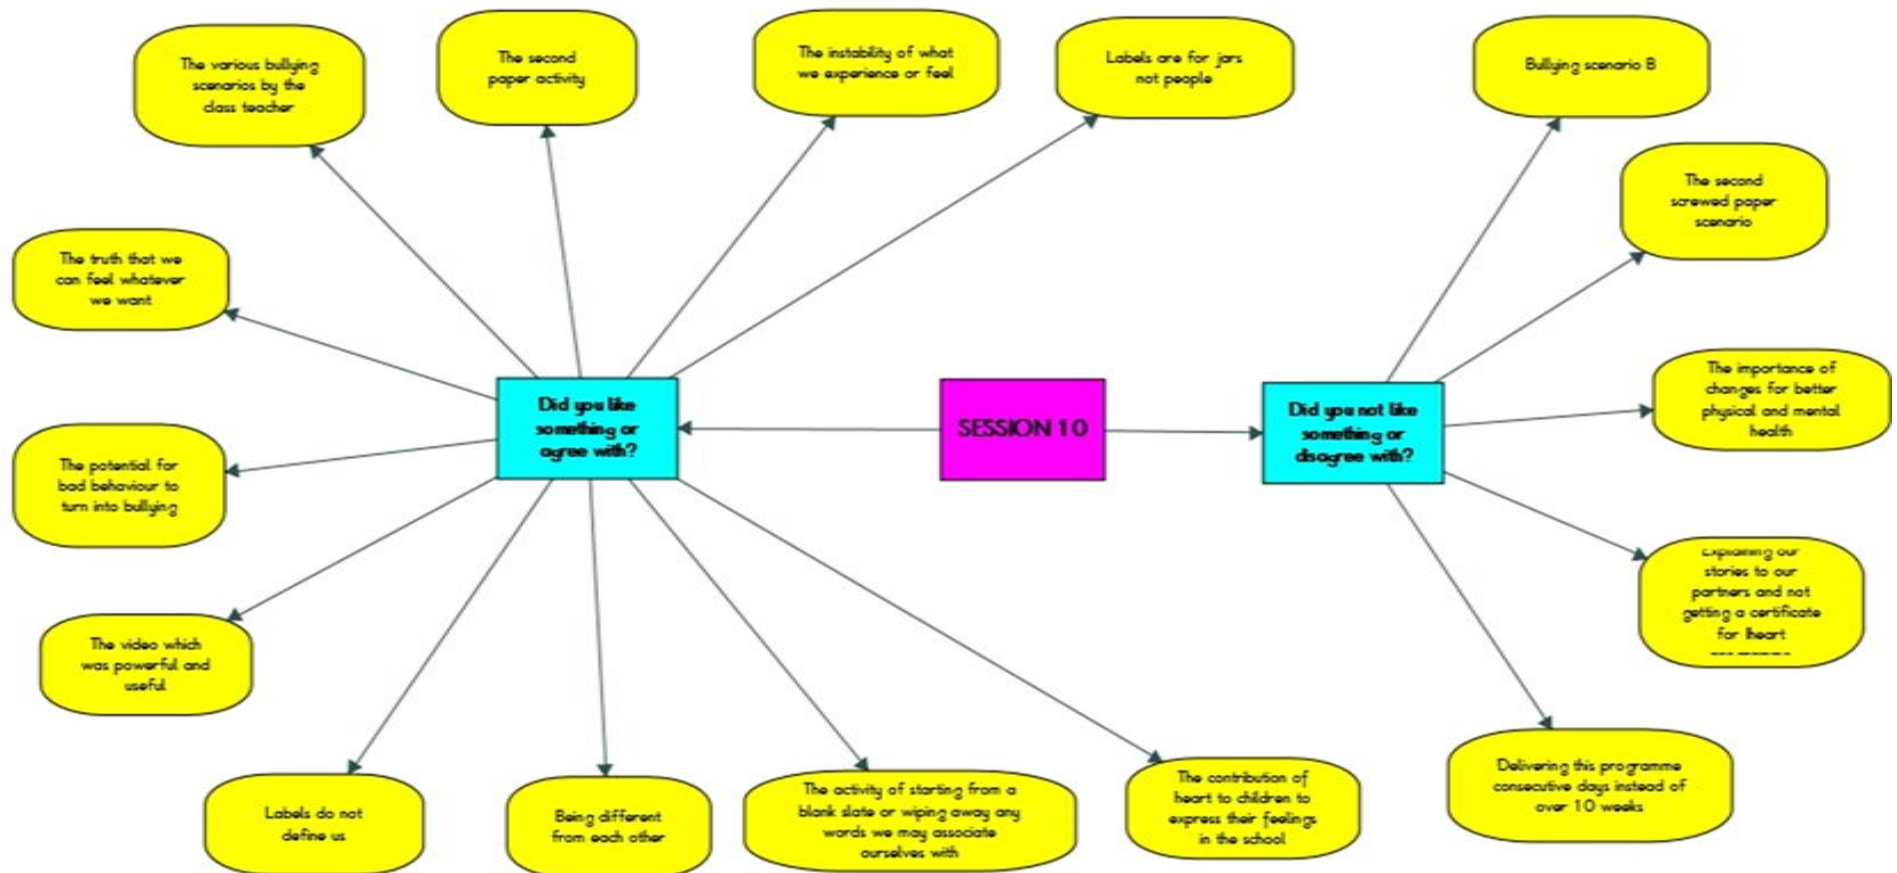 The various bullying
scenarios by the
class teacher
The second
paper activity
The instability of what
we experience or feel
Labels are for jars
not people
Bullying scenario B
The second
screwed paper
scenario
The truth that we
can feel whatever
we want
The importance of
changes for better
physical and mental
health
Did you like
something or
agree with?
SESSION 10
Did you not like
something or
disagree with?
The potential for
bad behaviour to
turn into bullying
Explaining our
stories to our
partners and not
getting a certificate
for Iheart
The video which
was powerful and
useful
Labels do not
define us
Being different
from each other
The activity of starting from a
blank slate or wiping away any
words we may associate
ourselves with
The contribution of
heart to children to
express their feelings
in the school
Delivering this programme
consecutive days instead of
over 10 weeks